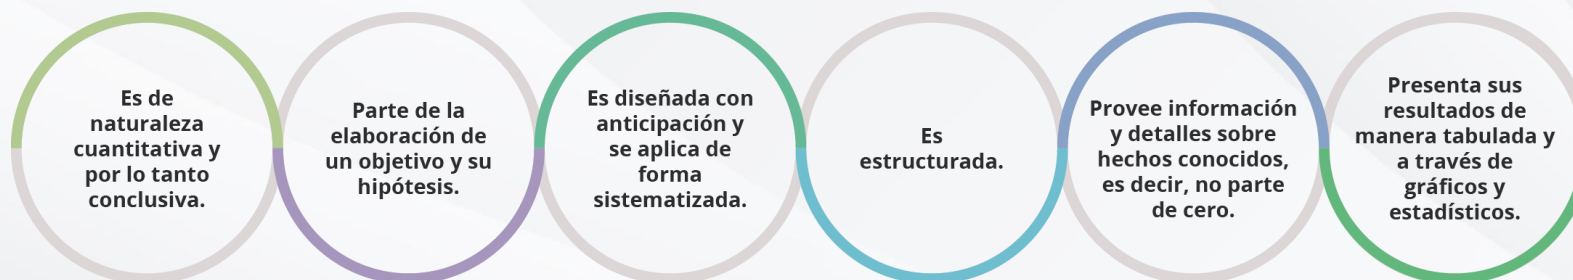 Es de
naturaleza
cuantitativa y
por lo tanto
conclusiva.
Parte de la
elaboración de
un objetivo y su
hipótesis.
Es diseñada con
anticipación y
se aplica de
forma
sistematizada.
Es
estructurada.
Provee información
y detalles sobre
hechos conocidos,
es decir, no parte
de cero.
Presenta sus
resultados de
manera tabulada y
a través de
gráficos y
estadísticos.